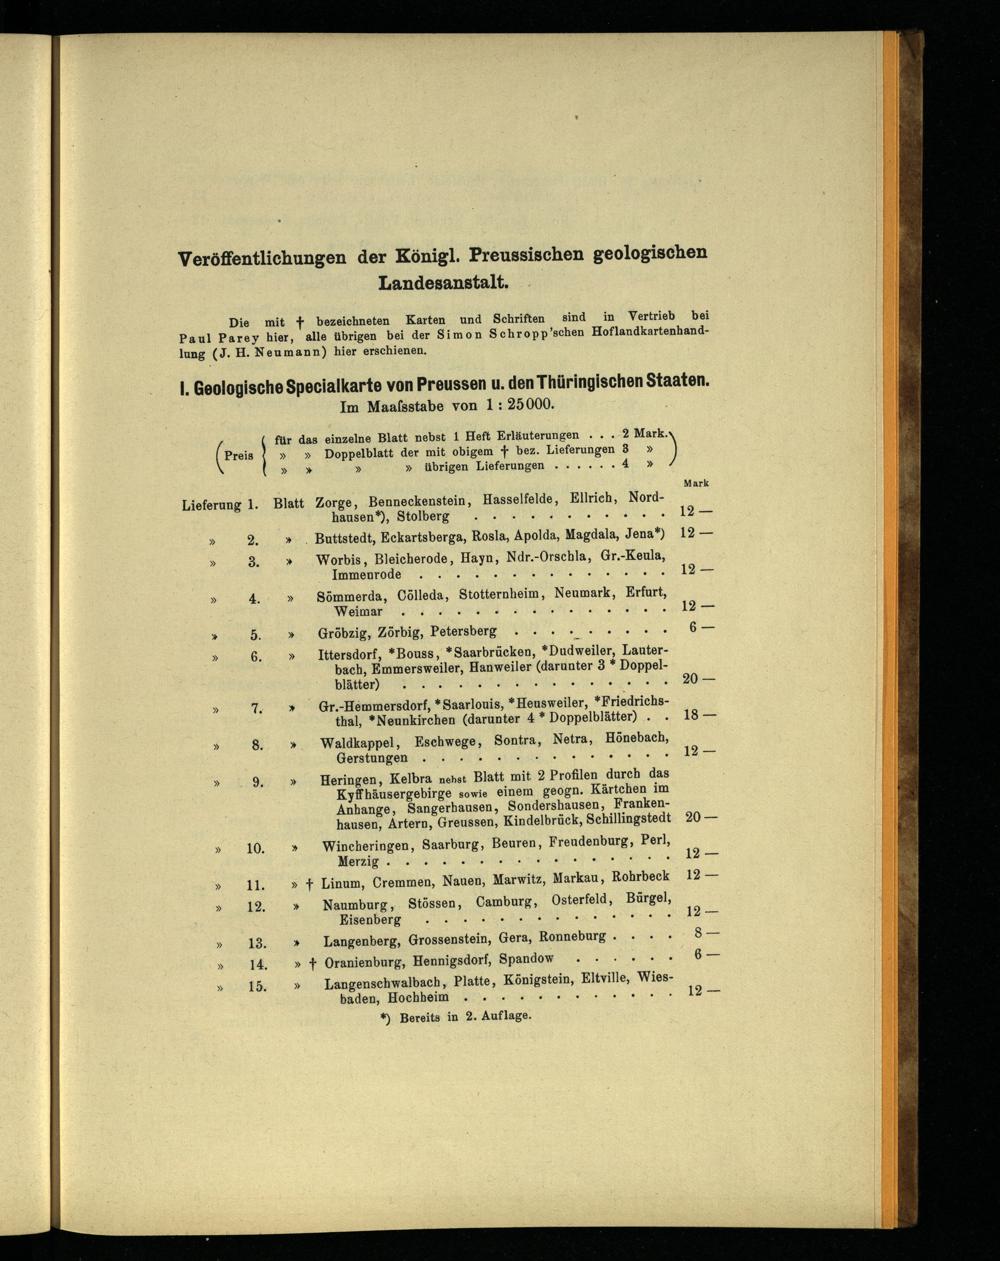 Veröffentlichungen der Königl. Preussischen geologischen
Landesanstalt.
Die mit † bezeichneten Karten und Schriften sind in Vertrieb bei
Paul Parey hier, alle übrigen bei der Simon Schropp'schen Hoflandkartenhand-
lung (J. H. Neumann) hier erschienen.
I. Geologische Specialkarte von Preussen u. den Thüringischen Staaten.
Im Maaſsstabe von 1 : 25 000.
für das einzelne Blatt nebst 1 Heft Erläuterungen . . . 2 Mark.
(Preis { » » Doppelblatt der mit obigem † bez. Lieferungen 3 » )
» » » » übrigen Lieferungen . . . . . . 4 »
Mark
Lieferung 1. Blatt Zorge, Benneckenstein, Hasselfelde, Ellrich, Nord-
hausen*), Stolberg . . . . . . . . . . . 12 —
» 2. » Buttstedt, Eckartsberga, Rosla, Apolda, Magdala, Jena*) 12 —
» 3. » Worbis, Bleicherode, Hayn, Ndr.-Orschla, Gr.-Keula,
Immenrode . . . . . . . . . . . . . . 12 —
» 4. » Sömmerda, Cölleda, Stotternheim, Neumark, Erfurt,
Weimar . . . . . . . . . . . . . . . 12 —
» 5. » Gröbzig, Zörbig, Petersberg . . . . . . . . . 6 —
» 6. » Ittersdorf, *Bouss, *Saarbrücken, *Dudweiler, Lauter-
bach, Emmersweiler, Hanweiler (darunter 3 * Doppel-
blätter) . . . . . . . . . . . . . . . 20 —
» 7. » Gr.-Hemmersdorf, *Saarlouis, *Heusweiler, *Friedrichs-
thal, *Neunkirchen (darunter 4 * Doppelblätter) . . 18 —
» 8. » Waldkappel, Eschwege, Sontra, Netra, Hönebach,
Gerstungen . . . . . . . . . . . . . . 12 —
» 9. » Heringen, Kelbra nebst Blatt mit 2 Profilen durch das
Kyffhäusergebirge sowie einem geogn. Kärtchen im
Anhange, Sangerhausen, Sondershausen, Franken-
hausen, Artern, Greussen, Kindelbrück, Schillingstedt 20 —
» 10. » Wincheringen, Saarburg, Beuren, Freudenburg, Perl,
Merzig . . . . . . . . . . . . . . . . 12 —
» 11. » † Linum, Cremmen, Nauen, Marwitz, Markau, Rohrbeck 12 —
» 12. » Naumburg, Stössen, Camburg, Osterfeld, Bürgel,
Eisenberg . . . . . . . . . . . . . . 12 —
» 13. » Langenberg, Grossenstein, Gera, Ronneburg . . . . 8 —
» 14. » † Oranienburg, Hennigsdorf, Spandow . . . . . . 6 —
» 15. » Langenschwalbach, Platte, Königstein, Eltville, Wies-
baden, Hochheim . . . . . . . . . . . . 12 —
*) Bereits in 2. Auflage.